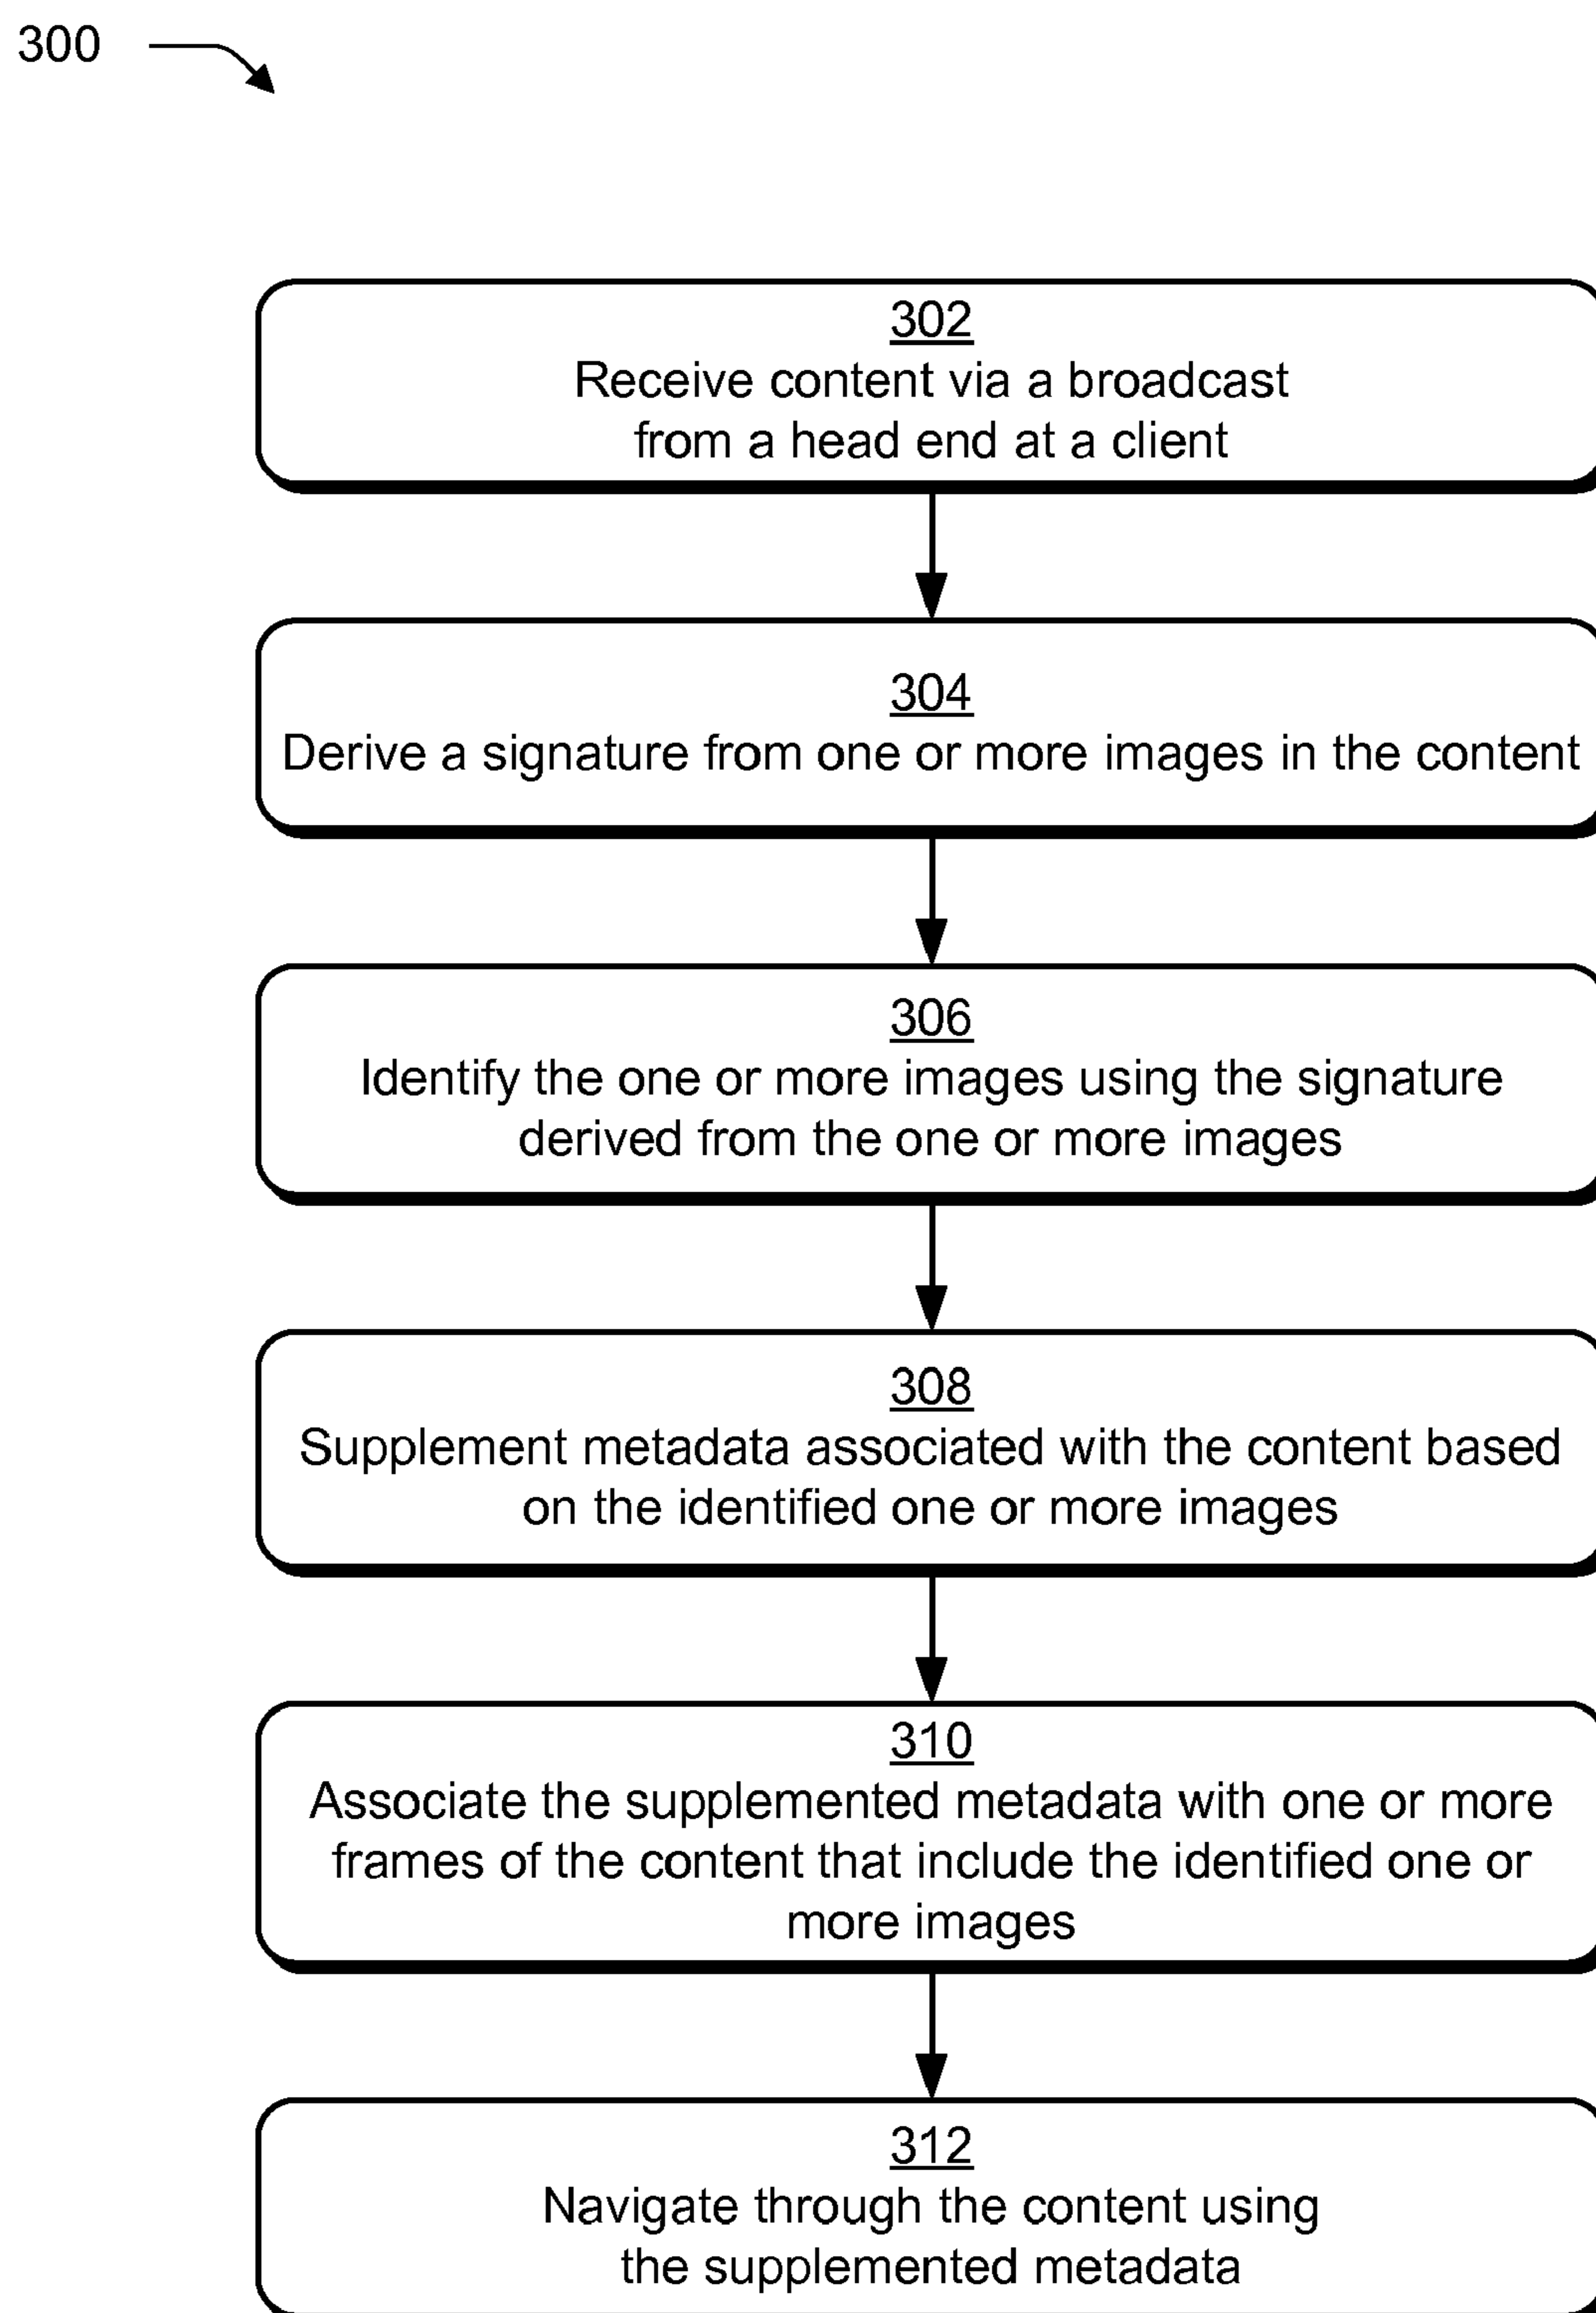 300
302
Receive content via a broadcast
from a head end at a client
304
Derive a signature from one or more images in the content
306
Identify the one or more images using the signature
derived from the one or more images
308
Supplement metadata associated with the content based
on the identified one or more images
310
Associate the supplemented metadata with one or more
frames of the content that include the identified one or
more images
312
Navigate through the content using
the supplemented metadata